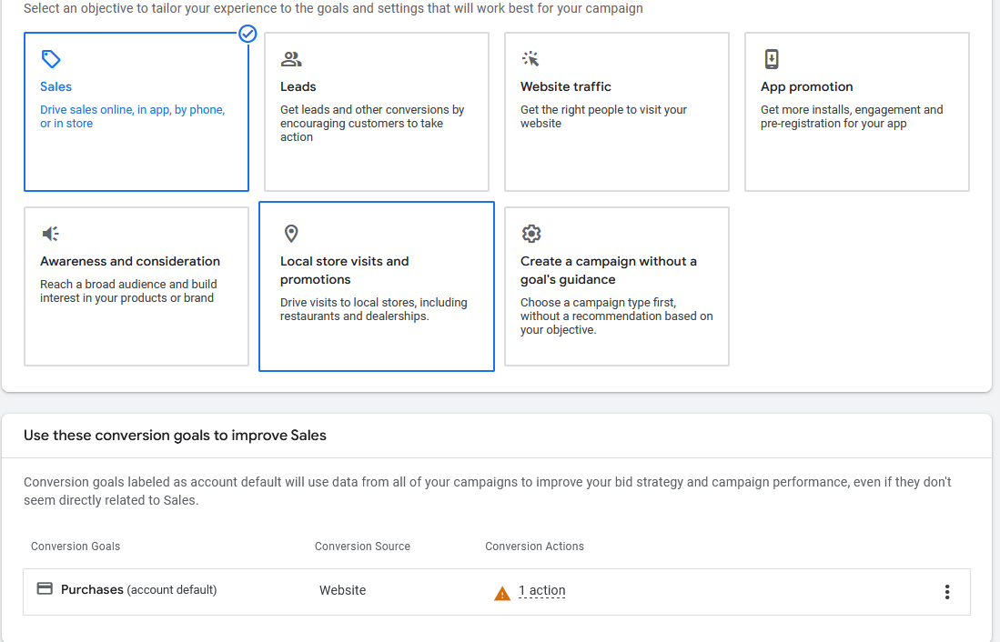 Select an objective to tailor your experience to the goals and settings that will work best for your campaign
Sales
Drive sales online, in app, by phone,
or in store
Leads
Get leads and other conversions by
encouraging customers to take
action
Website traffic
Get the right people to visit your
website
App promotion
Get more installs, engagement and
pre-registration for your app
Awareness and consideration
Reach a broad audience and build
interest in your products or brand
Local store visits and
promotions
Drive visits to local stores, including
restaurants and dealerships.
Create a campaign without a
goal's guidance
Choose a campaign type first,
without a recommendation based on
your objective.
Use these conversion goals to improve Sales
Conversion goals labeled as account default will use data from all of your campaigns to improve your bid strategy and campaign performance, even if they don't
seem directly related to Sales.
Conversion Goals Conversion Source Conversion Actions
Purchases (account default) Website 1 action